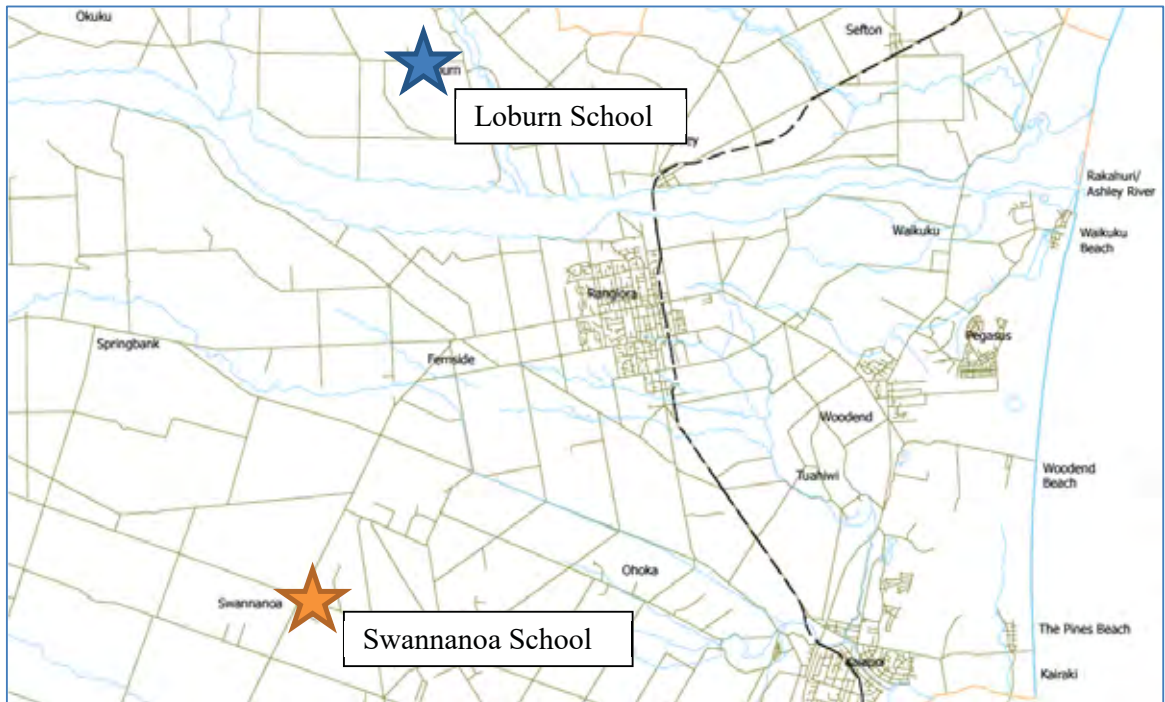 Okuku
Sefton
Loburn School
Rakahuri/
Ashley River
Waikuku
Waikuku
Beach
Rangiora
Pegasus
Springbank
Fernside
Woodend
Tuahiwi
Woodend
Beach
Ohoka
Swannanoa
Swannanoa School
The Pines Beach
Kaiapoi
Kairaki